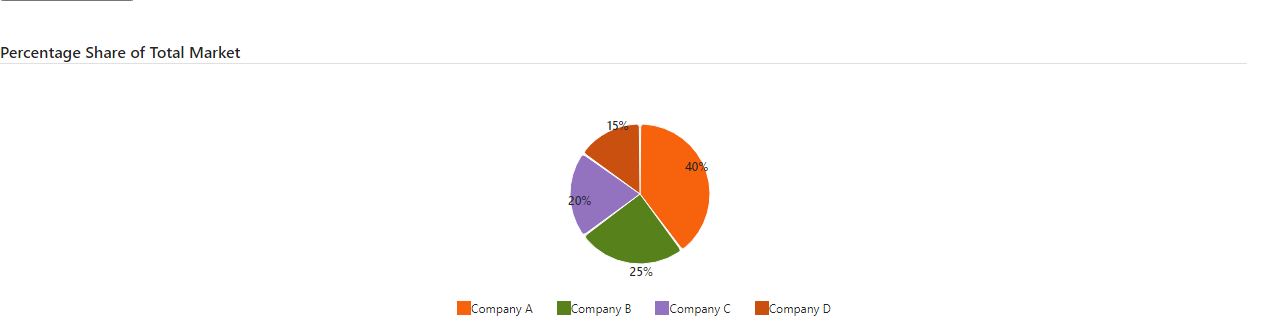 Percentage Share of Total Market
15%
40%
20%
25%
Company A Company B Company C Company D